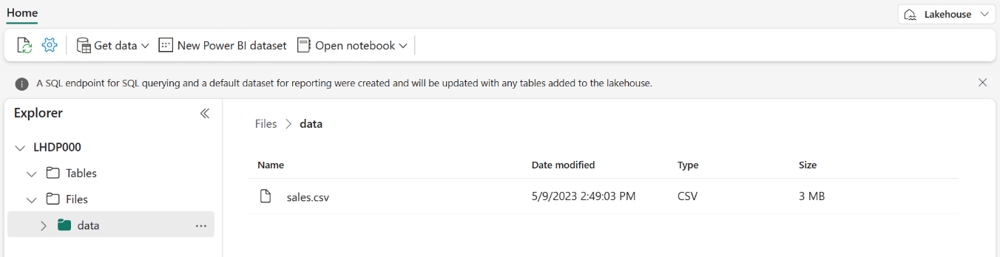 Home
Lakehouse
Get data
New Power BI dataset
Open notebook
A SQL endpoint for SQL querying and a default dataset for reporting were created and will be updated with any tables added to the lakehouse.
Explorer
LHDP000
Tables
Files
data
Files > data
Name Date modified Type Size
sales.csv 5/9/2023 2:49:03 PM CSV 3 MB